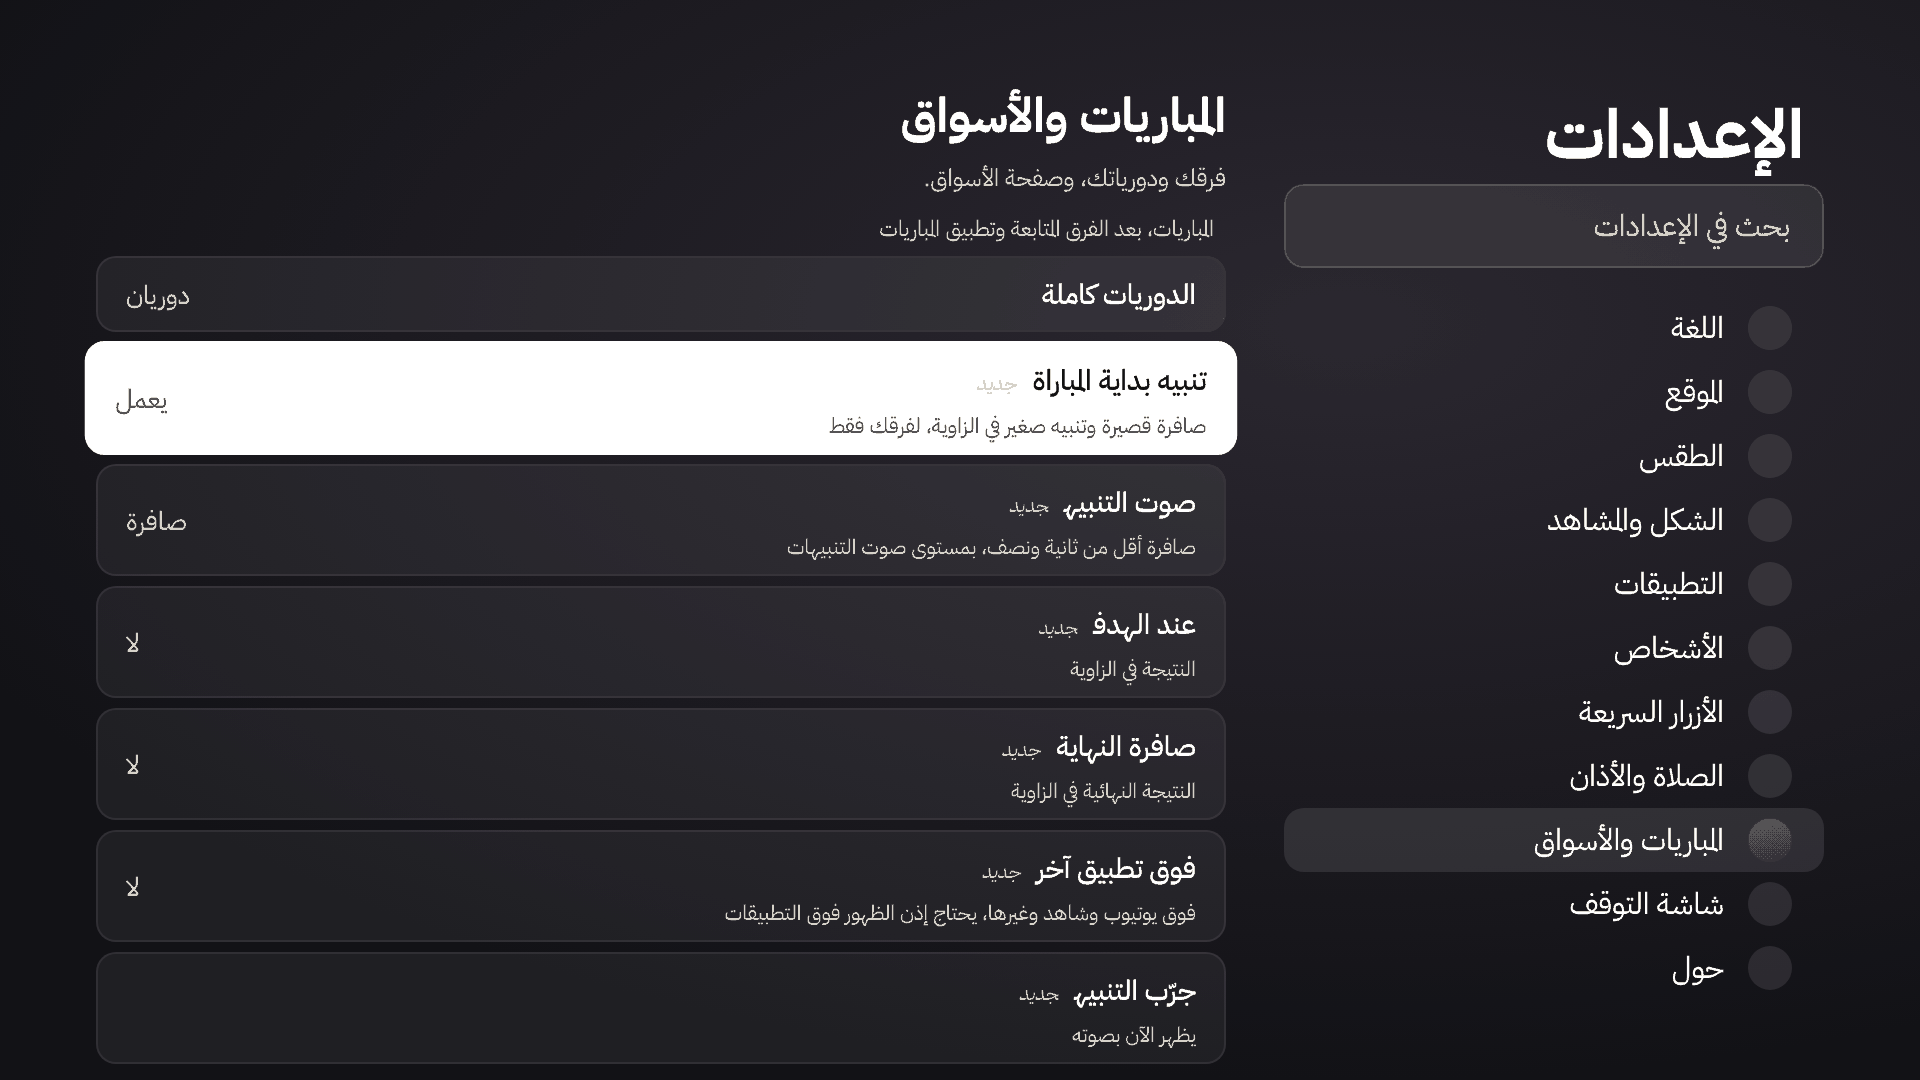 الإعدادات
بحث في الإعدادات
اللغة
الموقع
الطقس
الشكل والمشاهد
التطبيقات
الأشخاص
الأزرار السريعة
الصلاة والأذان
المباريات والأسواق
شاشة التوقف
حول
المباريات والأسواق
فرقك ودورياتك، وصفحة الأسواق.
المباريات، بعد الفرق المتابعة وتطبيق المباريات
الدوريات كاملة دوريان
تنبيه بداية المباراة جديد يعمل
صافرة قصيرة وتنبيه صغير في الزاوية، لفرقك فقط
صوت التنبيه جديد صافرة
صافرة أقل من ثانية ونصف، بمستوى صوت التنبيهات
عند الهدف جديد لا
النتيجة في الزاوية
صافرة النهاية جديد لا
النتيجة النهائية في الزاوية
فوق تطبيق آخر جديد لا
فوق يوتيوب وشاهد وغيرها، يحتاج إذن الظهور فوق التطبيقات
جرّب التنبيه جديد
يظهر الآن بصوته